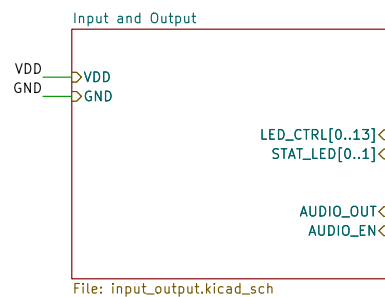 Input and Output
VDD
VDD
GND
GND
LED_CTRL[0..13]
STAT_LED[0..1]
AUDIO_OUT
AUDIO_EN
File: input_output.kicad_sch